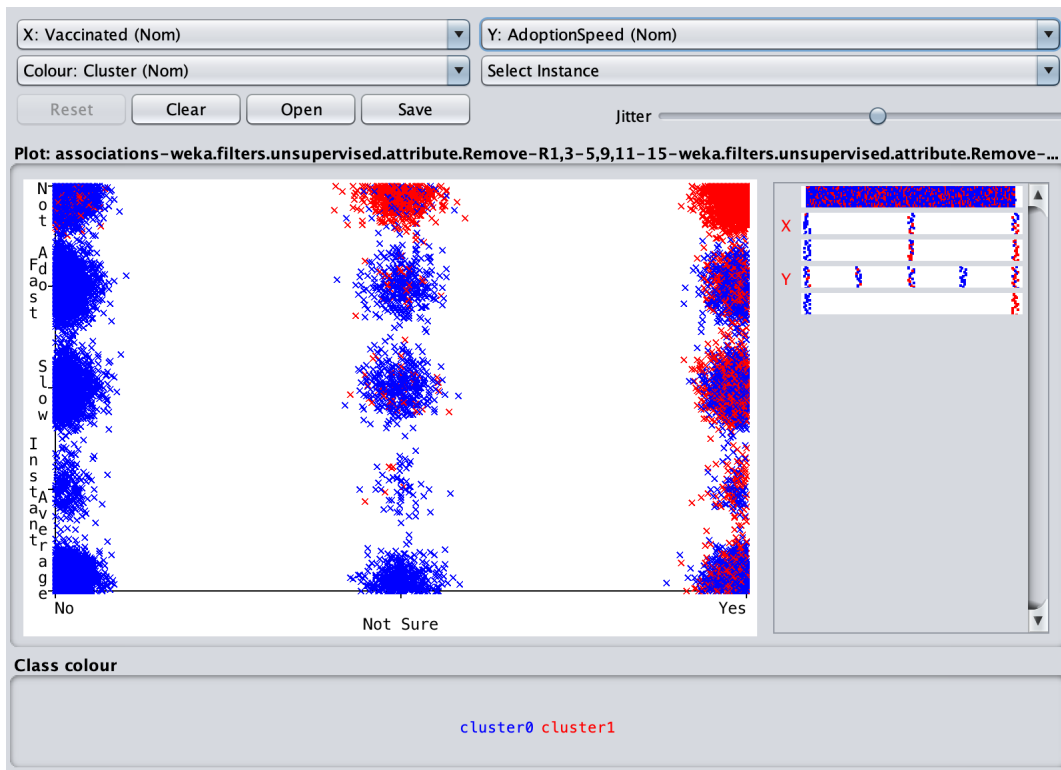 X: Vaccinated (Nom)
Y: AdoptionSpeed (Nom)
Colour: Cluster (Nom)
Select Instance
Reset
Clear
Open
Save
Jitter
Plot: associations-weka.filters.unsupervised.attribute.Remove-R1,3-5,9,11-15-weka.filters.unsupervised.attribute.Remove-...
Not Ado
Fast
Slow
Instant
Average
X
Y
No
Not Sure
Yes
Class colour
cluster0 cluster1